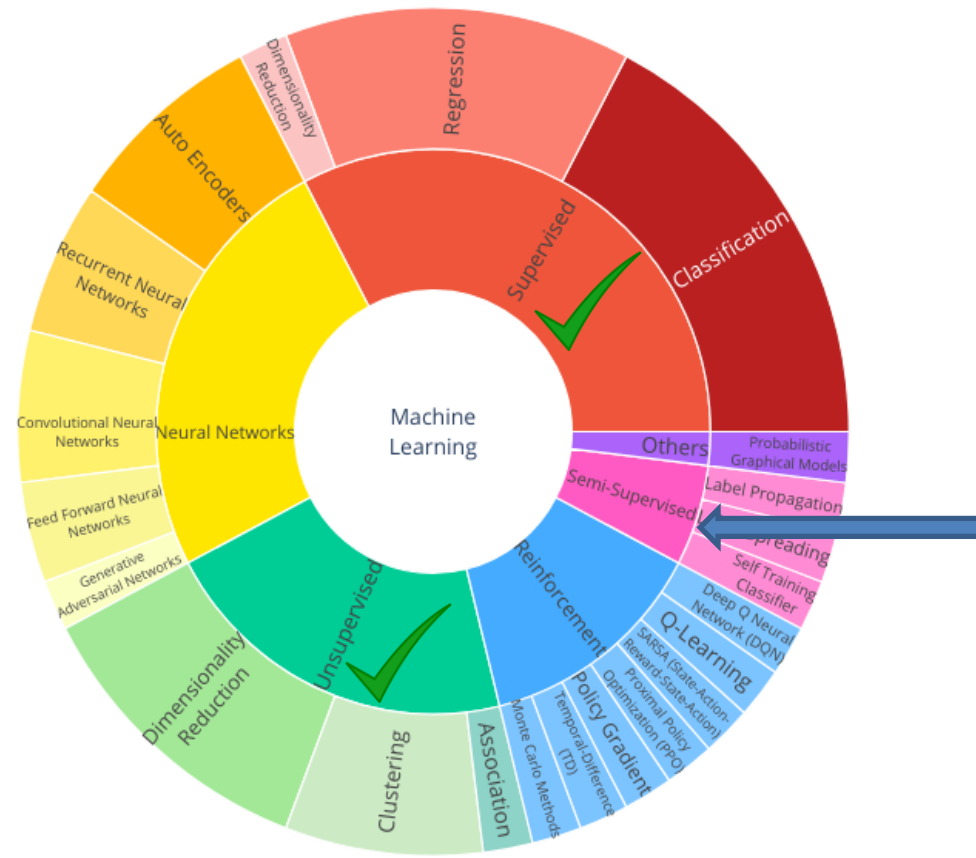 Machine
Learning
Supervised
Classification
Regression
Dimensionality
Reduction
Neural Networks
Auto Encoders
Recurrent Neural
Networks
Convolutional Neural
Networks
Feed Forward Neural
Networks
Generative
Adversarial Networks
Unsupervised
Dimensionality
Reduction
Clustering
Association
Reinforcement
Monte Carlo Methods
Temporal-Difference
(TD)
Policy Gradient
Proximal Policy
Optimization (PPO)
SARSA (State-Action-
Reward-State-Action)
Q-Learning
Deep Q Neural
Network (DQN)
Semi-Supervised
Self Training
Classifier
Label Propagation
Others
Probabilistic
Graphical Models